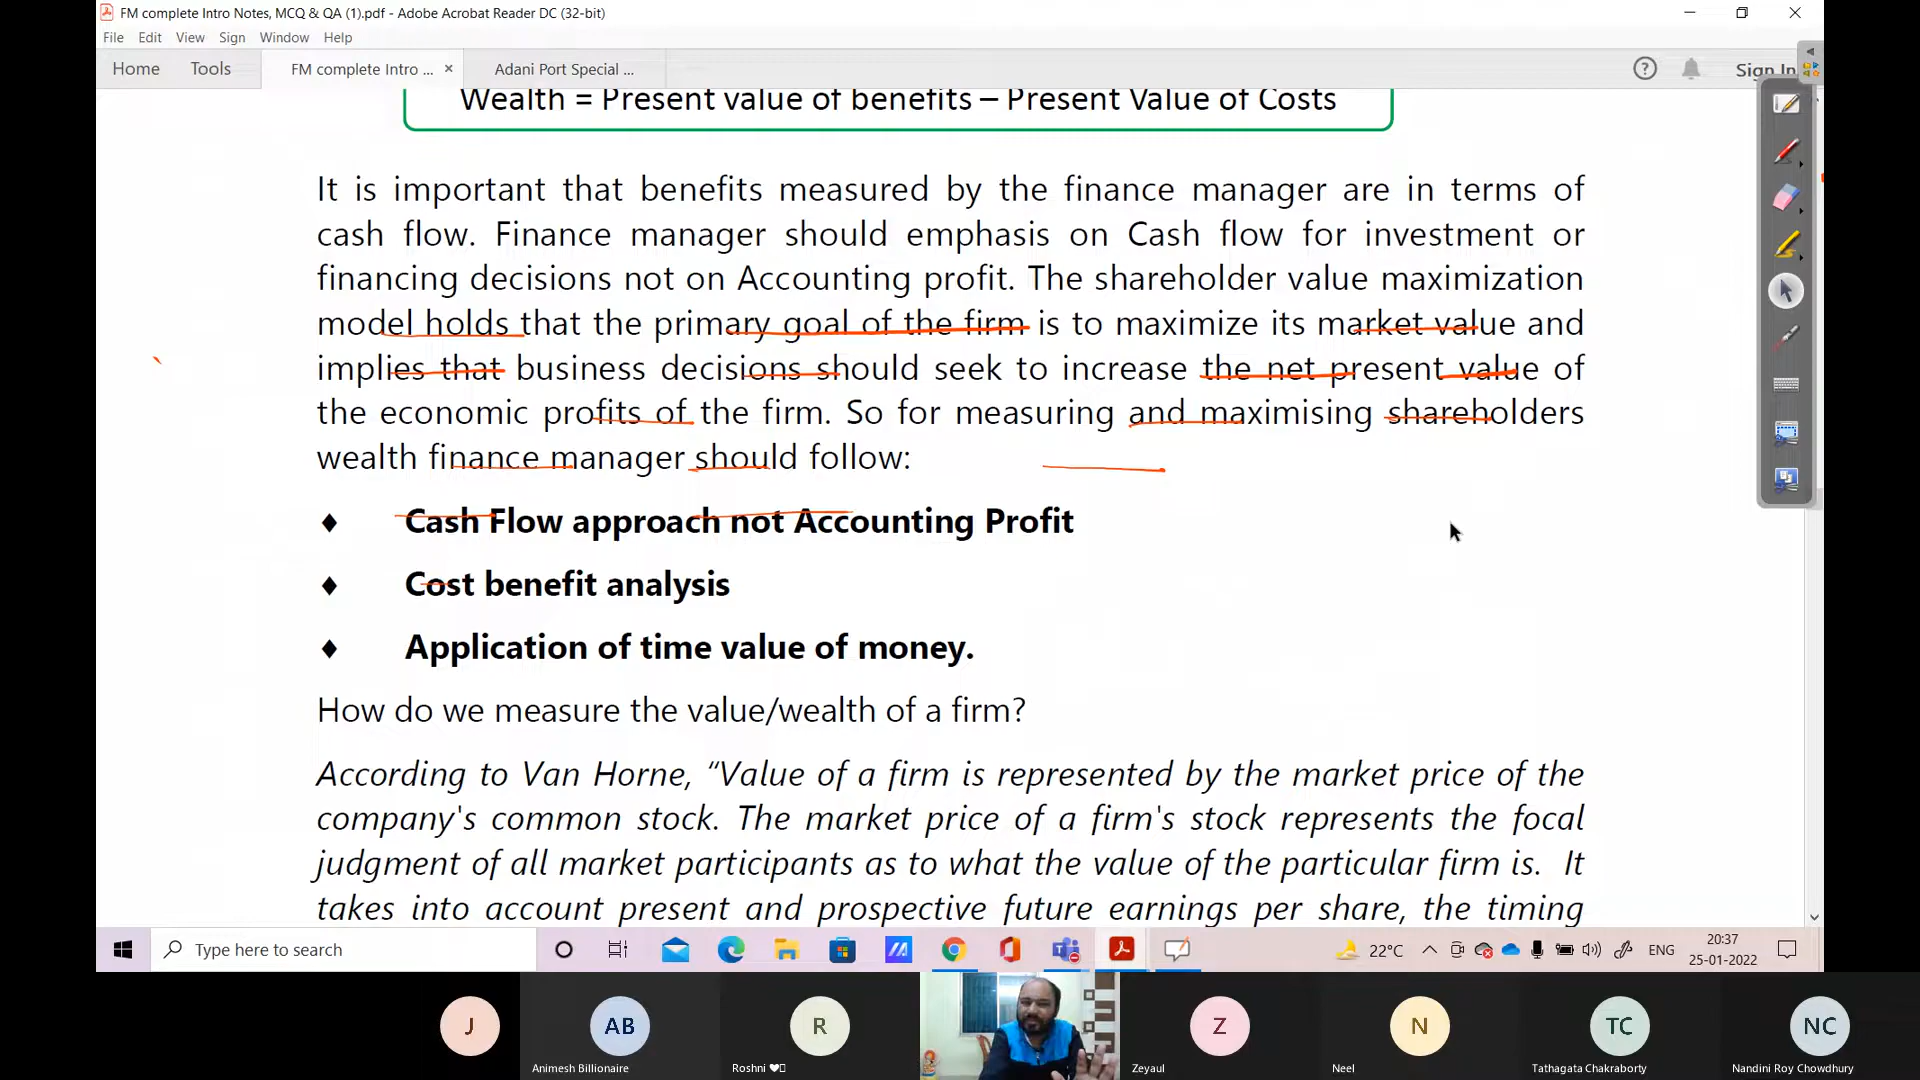 FM complete Intro Notes, MCQ & QA (1).pdf - Adobe Acrobat Reader DC (32-bit)
File Edit View Sign Window Help
Home Tools FM complete Intro ... × Adani Port Special ... Sign In
Wealth = Present value of benefits – Present Value of Costs
It is important that benefits measured by the finance manager are in terms of
cash flow. Finance manager should emphasis on Cash flow for investment or
financing decisions not on Accounting profit. The shareholder value maximization
model holds that the primary goal of the firm is to maximize its market value and
implies that business decisions should seek to increase the net present value of
the economic profits of the firm. So for measuring and maximising shareholders
wealth finance manager should follow:
♦ Cash Flow approach not Accounting Profit
♦ Cost benefit analysis
♦ Application of time value of money.
How do we measure the value/wealth of a firm?
According to Van Horne, “Value of a firm is represented by the market price of the
company's common stock. The market price of a firm's stock represents the focal
judgment of all market participants as to what the value of the particular firm is. It
takes into account present and prospective future earnings per share, the timing
Type here to search
22°C ENG
20:37
25-01-2022
J AB R Z N TC NC
Animesh Billionaire Roshni ❤ Zeyaul Neel Tathagata Chakraborty Nandini Roy Chowdhury